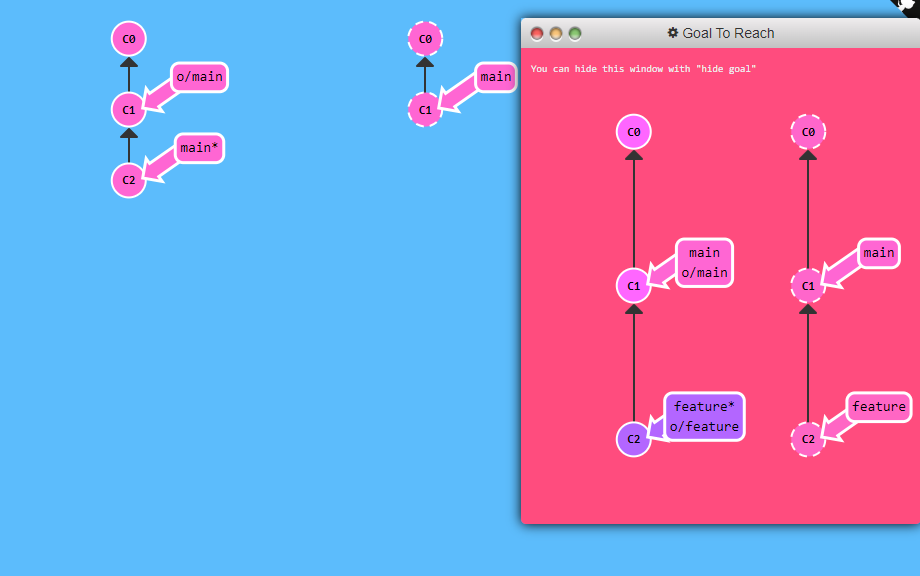 C0
o/main
C1
main*
C2
C0
main
C1
Goal To Reach
You can hide this window with "hide goal"
C0
main
o/main
C1
feature*
o/feature
C2
C0
main
C1
feature
C2